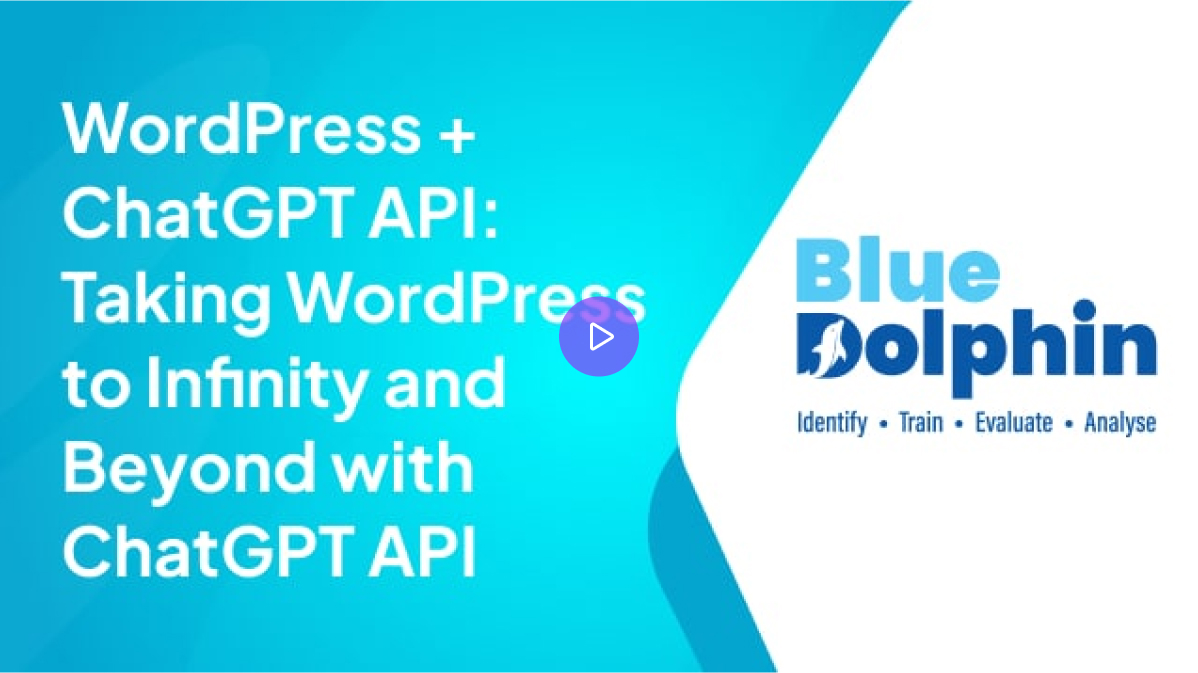 WordPress +
ChatGPT API:
Taking WordPress
to Infinity and
Beyond with
ChatGPT API
Blue
Dolphin
Identify • Train • Evaluate • Analyse